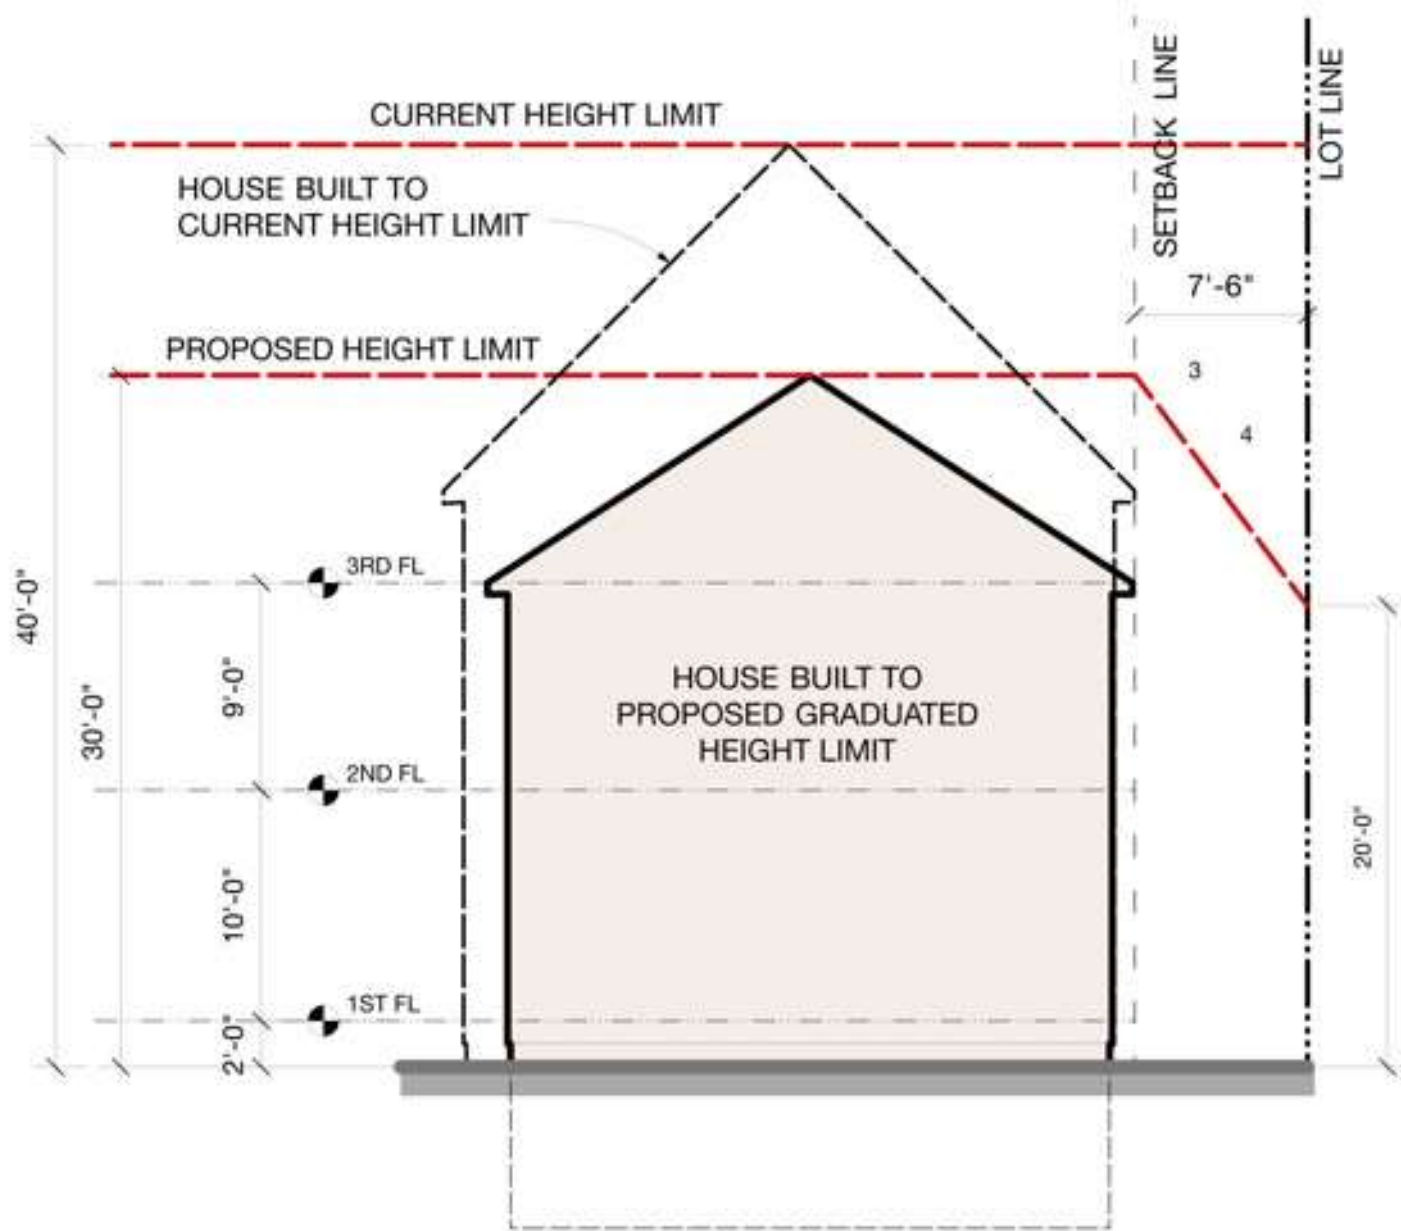 CURRENT HEIGHT LIMIT
SETBACK LINE
LOT LINE
HOUSE BUILT TO
CURRENT HEIGHT LIMIT
7'-6"
PROPOSED HEIGHT LIMIT
3
4
3RD FL
40'-0"
9'-0"
30'-0"
HOUSE BUILT TO
PROPOSED GRADUATED
HEIGHT LIMIT
2ND FL
20'-0"
10'-0"
1ST FL
2'-0"